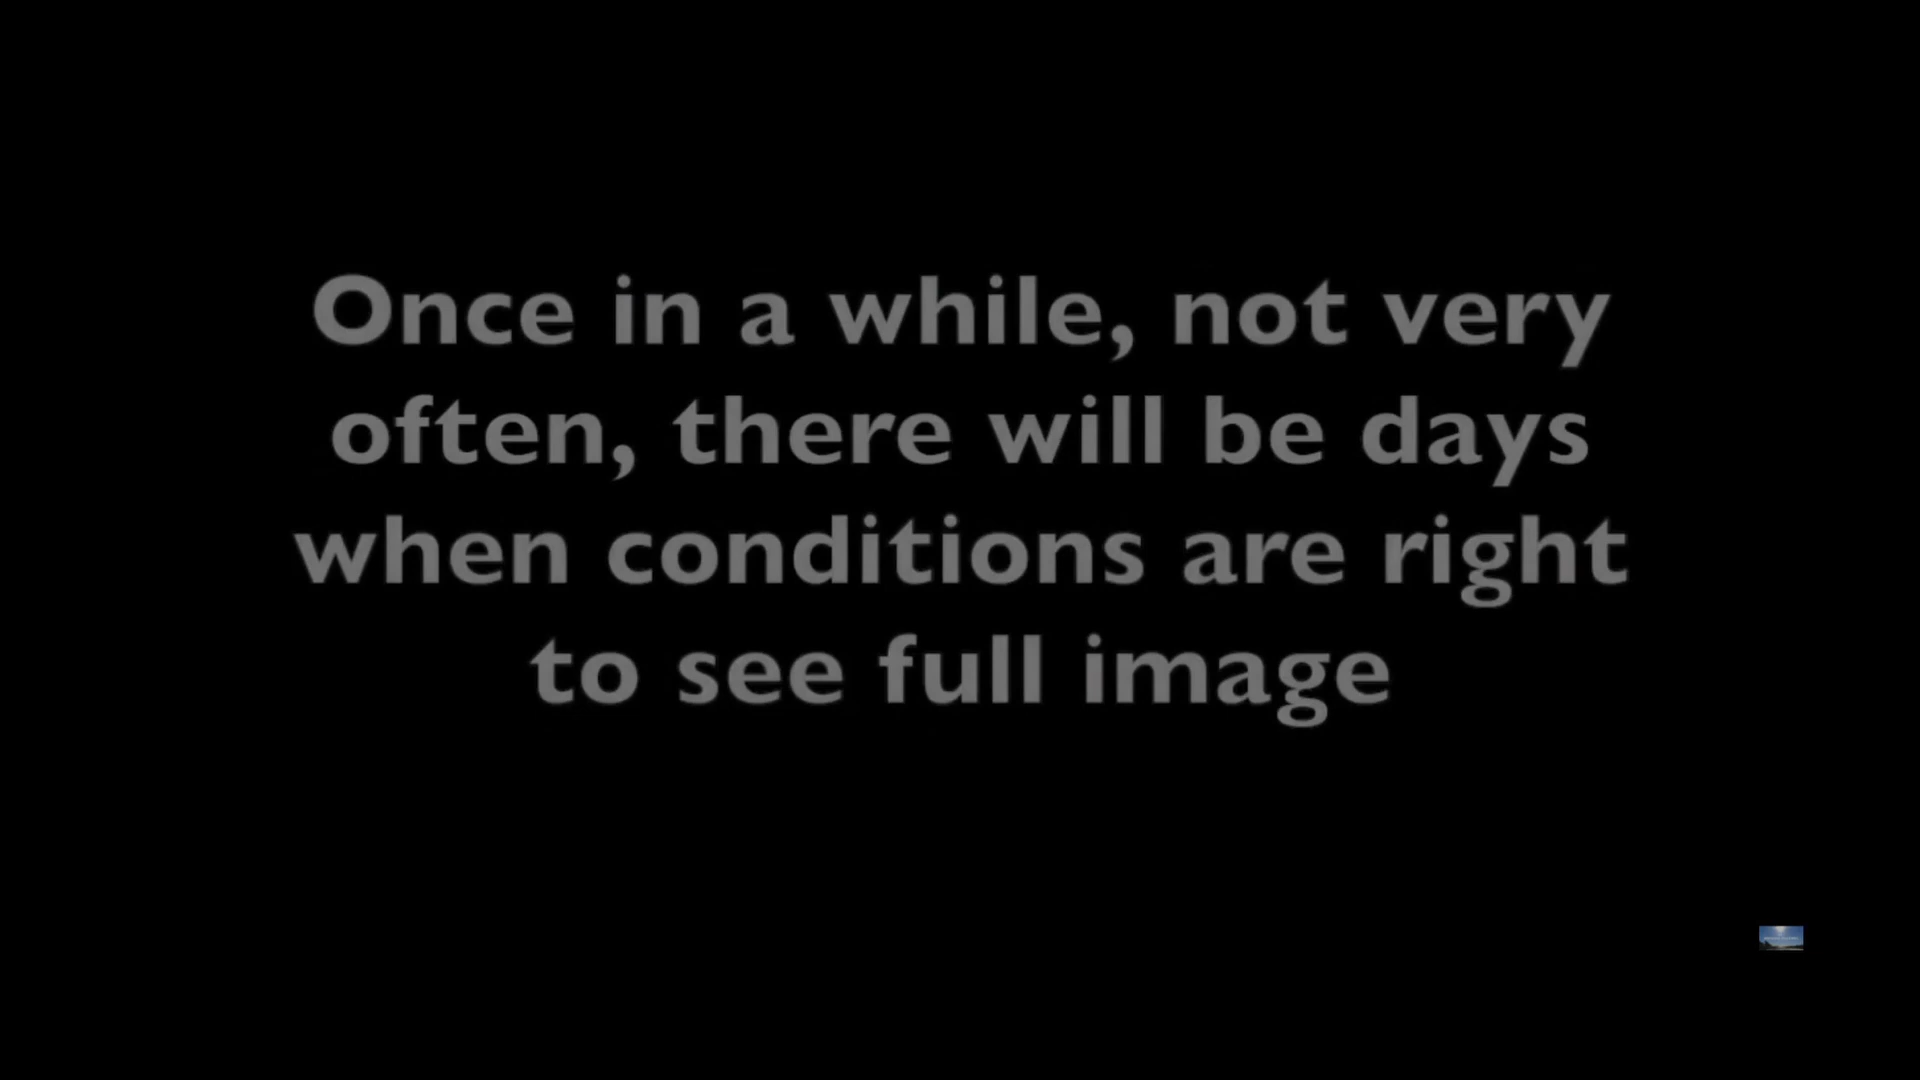 Once in a while, not very
often, there will be days
when conditions are right
to see full image